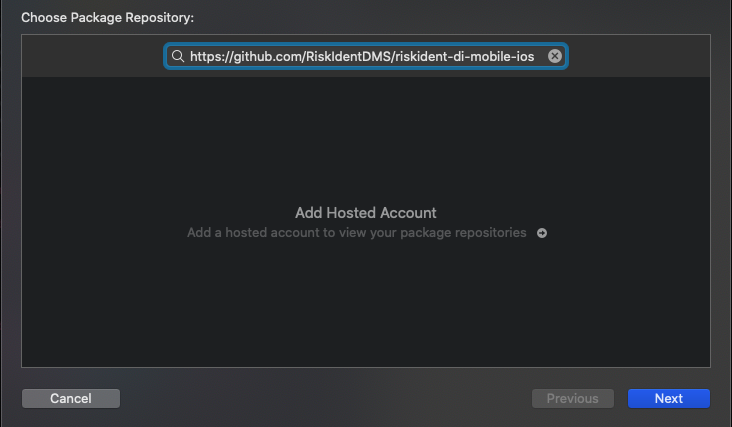 Choose Package Repository:
https://github.com/RiskIdentDMS/riskident-di-mobile-ios
Add Hosted Account
Add a hosted account to view your package repositories
Cancel
Previous
Next